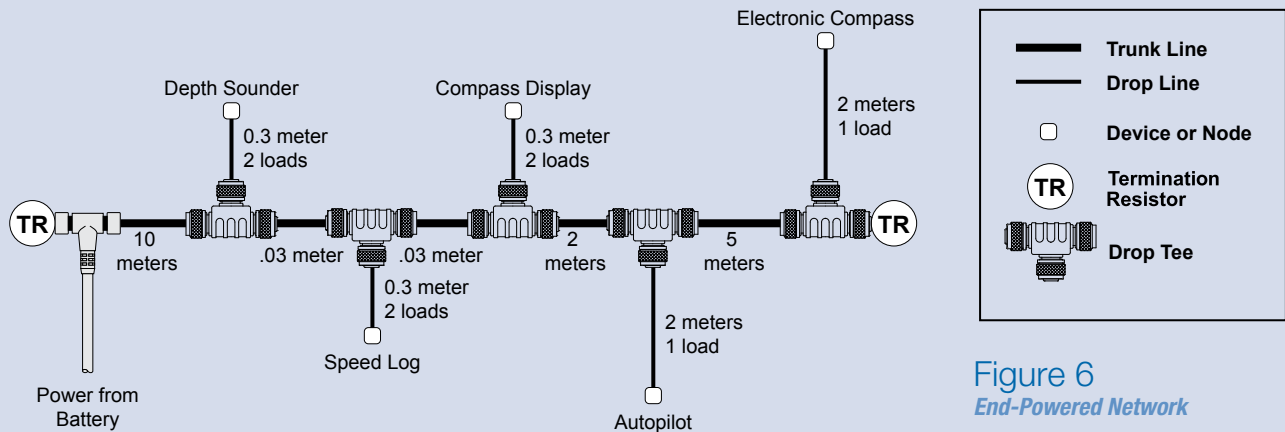 Electronic Compass
Depth Sounder
Compass Display
0.3 meter
2 loads
0.3 meter
2 loads
2 meters
1 load
TR
10
meters
.03 meter
.03 meter
2
meters
5
meters
TR
0.3 meter
2 loads
2 meters
1 load
Speed Log
Power from
Battery
Autopilot
Trunk Line
Drop Line
Device or Node
TR
Termination
Resistor
Drop Tee
Figure 6
End-Powered Network